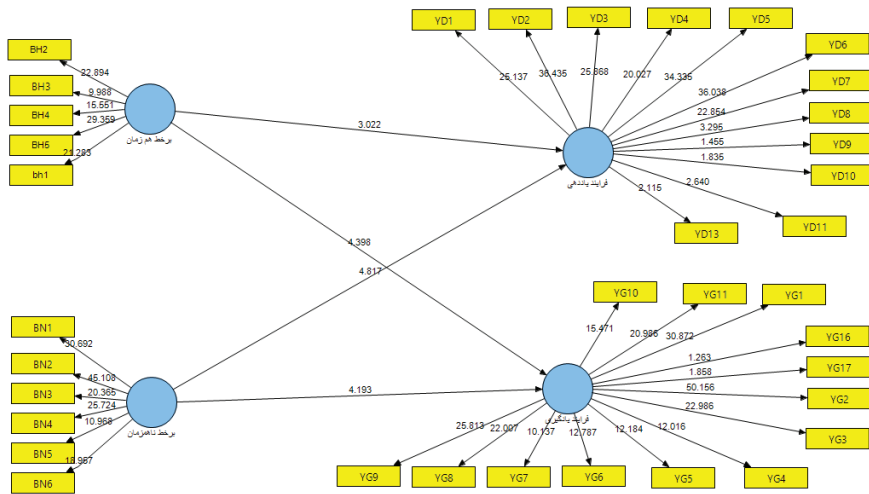 YD1
YD2
YD3
YD4
YD5
YD6
YD7
YD8
YD9
YD10
YD11
YD13
25.137
36.435
25.868
20.027
34.335
36.038
22.854
3.295
1.455
1.835
2.640
2.115
فرایند یاددهی
BH2
BH3
BH4
BH5
bh1
22.894
9.988
15.551
29.359
21.283
برخط هم زمان
3.022
4.398
4.817
4.193
BN1
BN2
BN3
BN4
BN5
BN6
30.692
45.108
20.365
25.724
10.968
18.957
برخط ناهمزمان
YG10
YG11
YG1
YG16
YG17
YG2
YG3
YG4
YG5
YG6
YG7
YG8
YG9
15.471
20.986
30.872
1.263
1.858
50.156
22.986
12.016
12.184
12.787
10.137
22.007
25.813
فرایند یادگیری